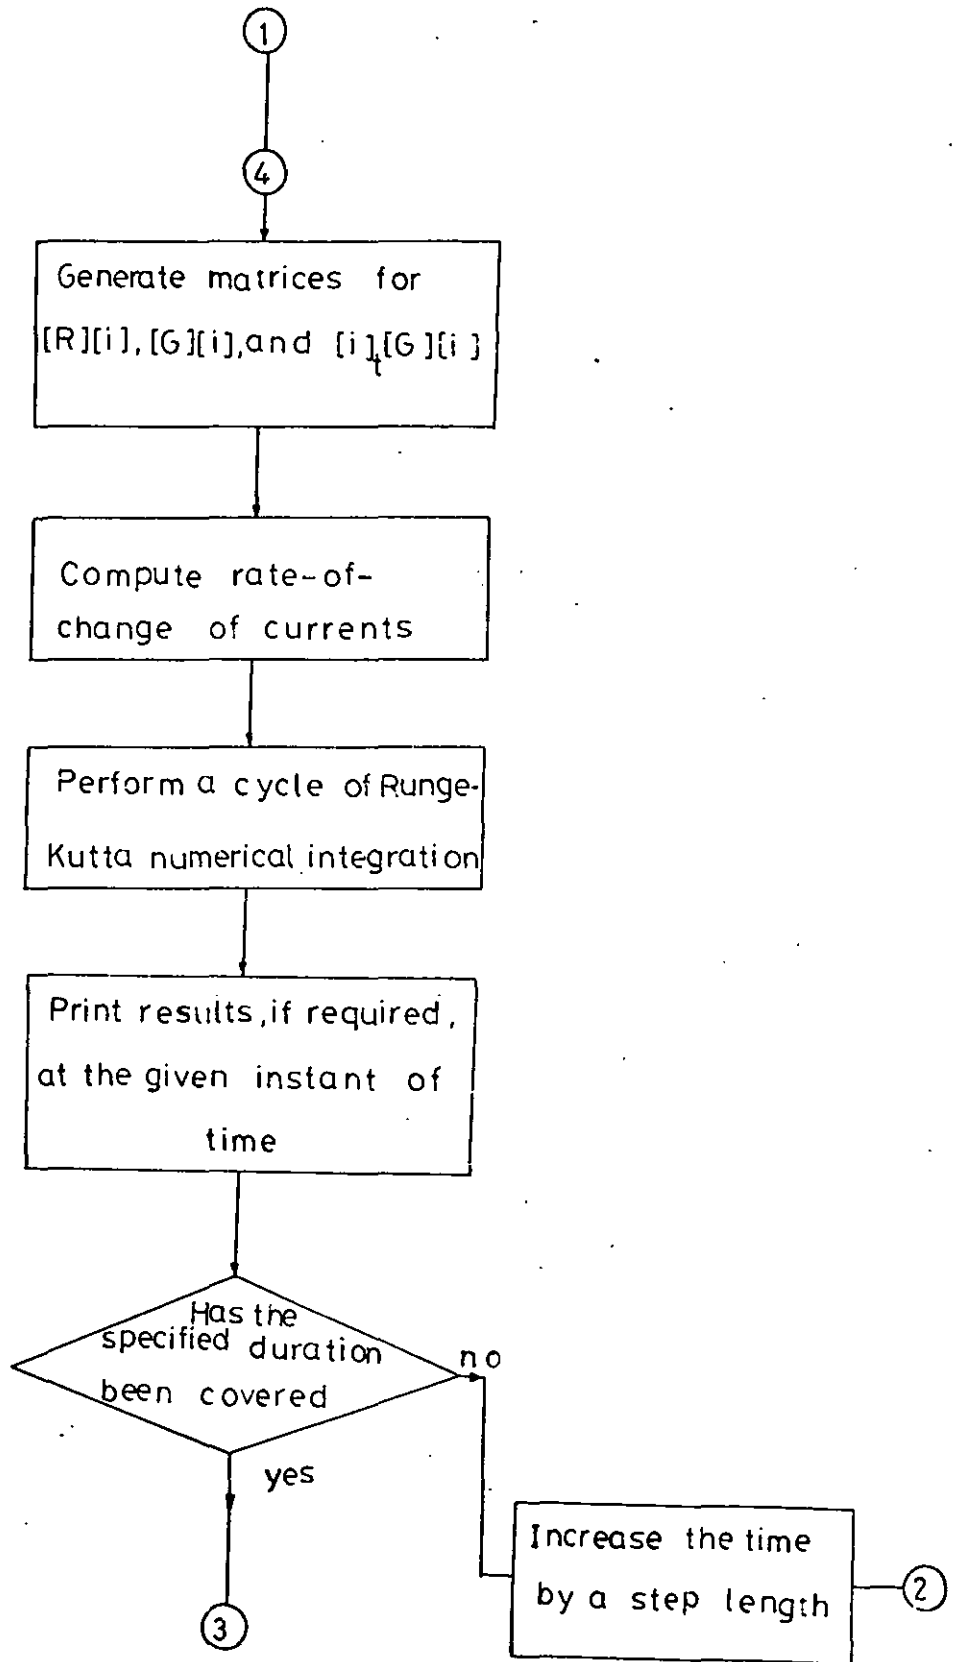 1
4
Generate matrices for
[R][i], [G][i], and [i]t[G][i]
Compute rate-of-
change of currents
Perform a cycle of Runge-
Kutta numerical integration
Print results, if required,
at the given instant of
time
Has the
specified duration
been covered
no
yes
Increase the time
by a step length
2
3